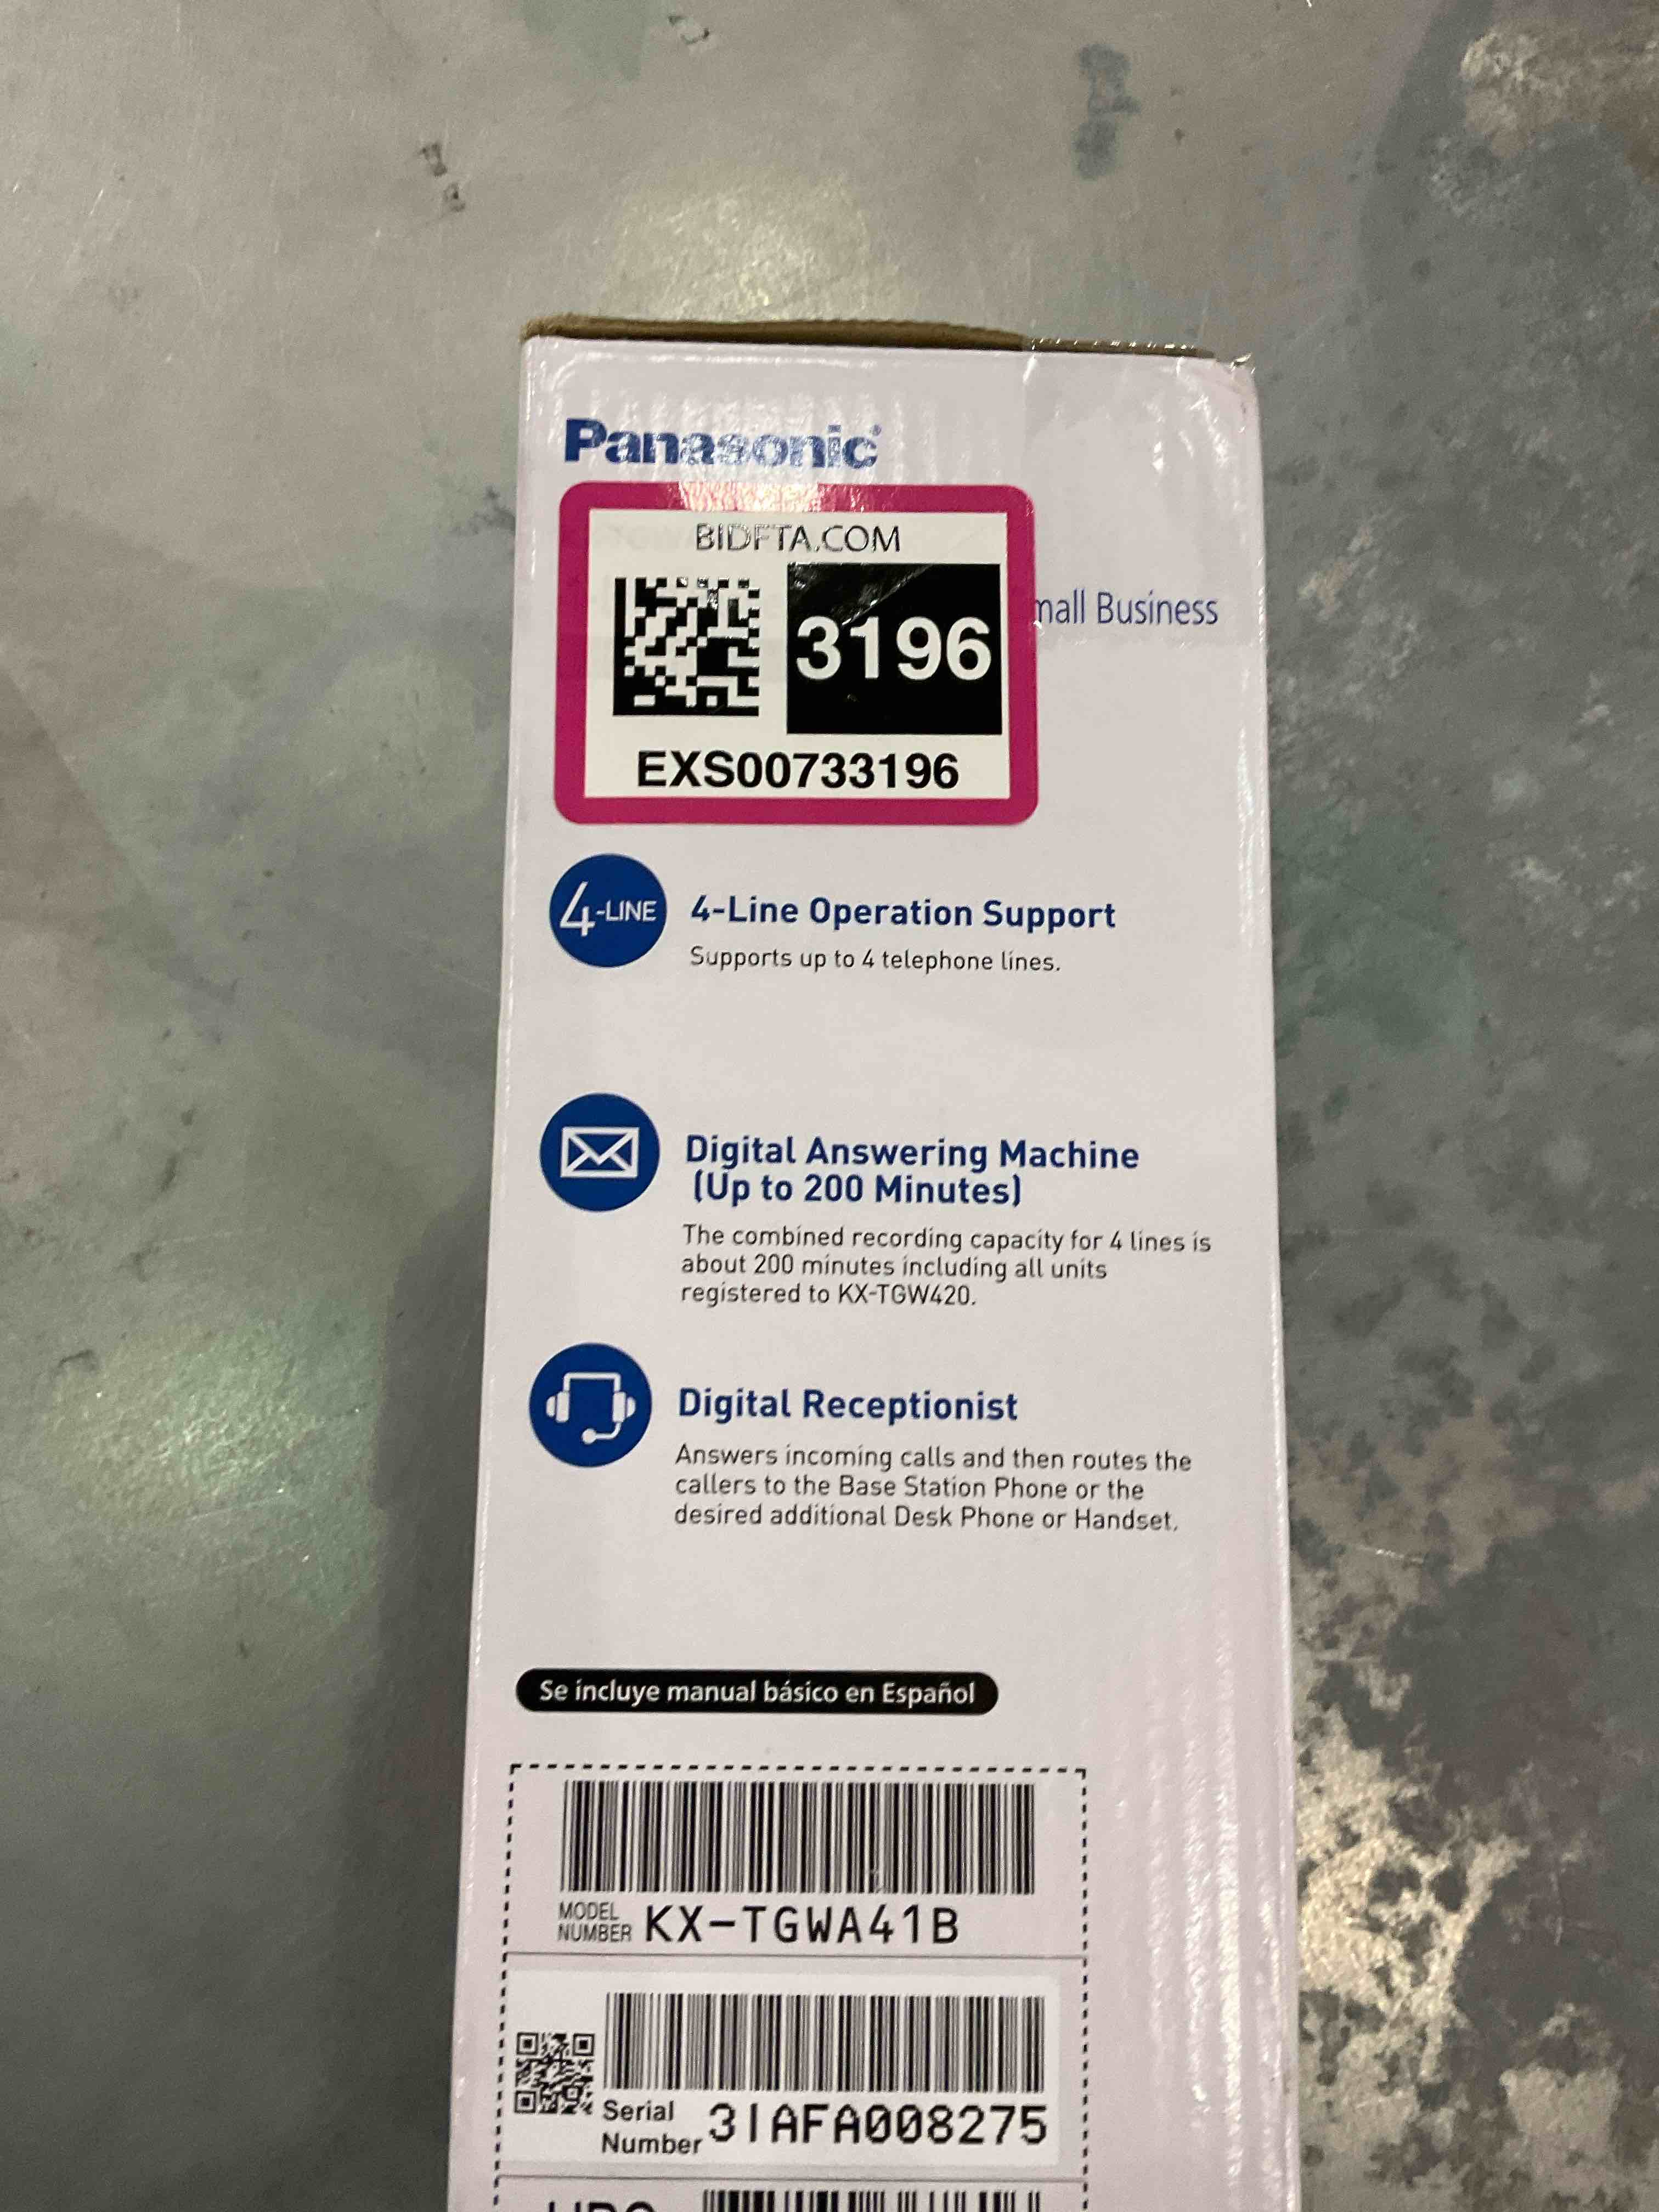 Panasonic
BIDFTA.COM
3196
mall Business
EXS00733196
4-LINE
4-Line Operation Support
Supports up to 4 telephone lines.
Digital Answering Machine
(Up to 200 Minutes)
The combined recording capacity for 4 lines is
about 200 minutes including all units
registered to KX-TGW420.
Digital Receptionist
Answers incoming calls and then routes the
callers to the Base Station Phone or the
desired additional Desk Phone or Handset.
Se incluye manual básico en Español
MODEL
NUMBER KX-TGWA41B
Serial
Number 3IAFA008275